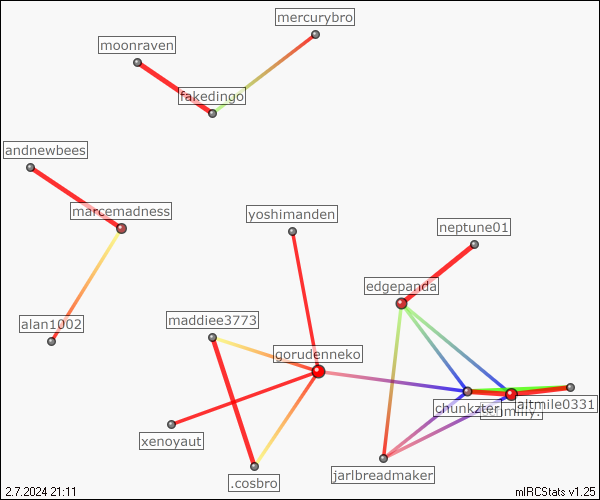 mercurybro
moonraven
fakedingo
andnewbees
marcemadness
yoshimanden
neptune01
edgepanda
alan1002
maddiee3773
gorudenneko
chunkzter
altmile0331
xenoyaut
.cosbro
jarlbreadmaker
2.7.2024 21:11
mIRCStats v1.25